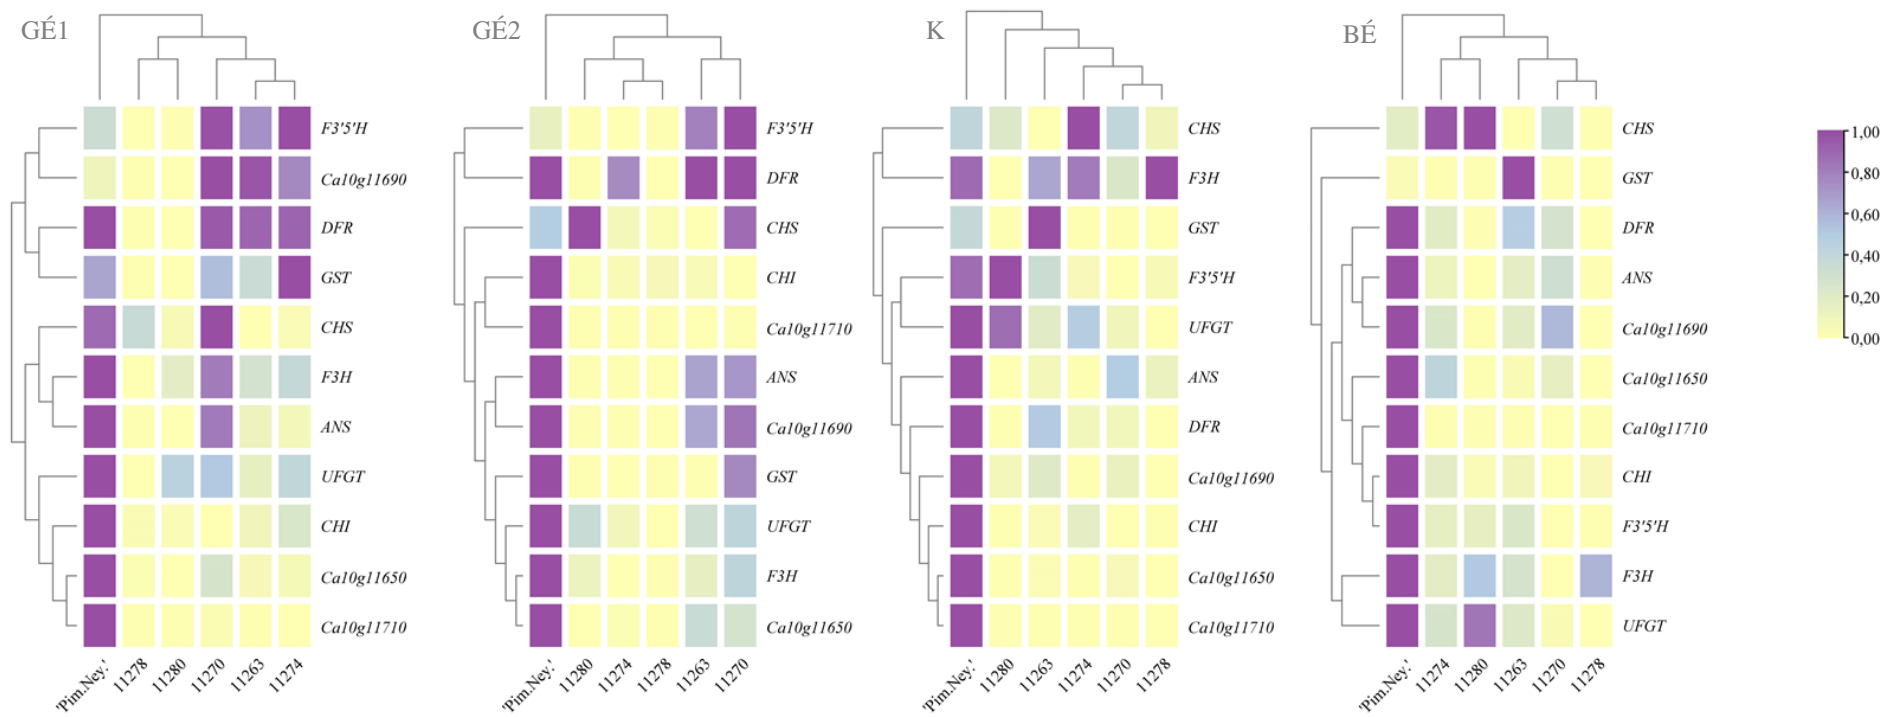 GÉ1
F3'5'H
Ca10g11690
DFR
GST
CHS
F3H
ANS
UFGT
CHI
Ca10g11650
Ca10g11710
'Pim.Ney.' 11278 11280 11270 11263 11274
GÉ2
F3'5'H
DFR
CHS
CHI
Ca10g11710
ANS
Ca10g11690
GST
UFGT
F3H
Ca10g11650
'Pim.Ney.' 11280 11274 11278 11263 11270
K
CHS
F3H
GST
F3'5'H
UFGT
ANS
DFR
Ca10g11690
CHI
Ca10g11650
Ca10g11710
'Pim.Ney.' 11280 11263 11274 11270 11278
BÉ
CHS
GST
DFR
ANS
Ca10g11690
Ca10g11650
Ca10g11710
CHI
F3'5'H
F3H
UFGT
'Pim.Ney.' 11274 11280 11263 11270 11278
1,00
0,80
0,60
0,40
0,20
0,00